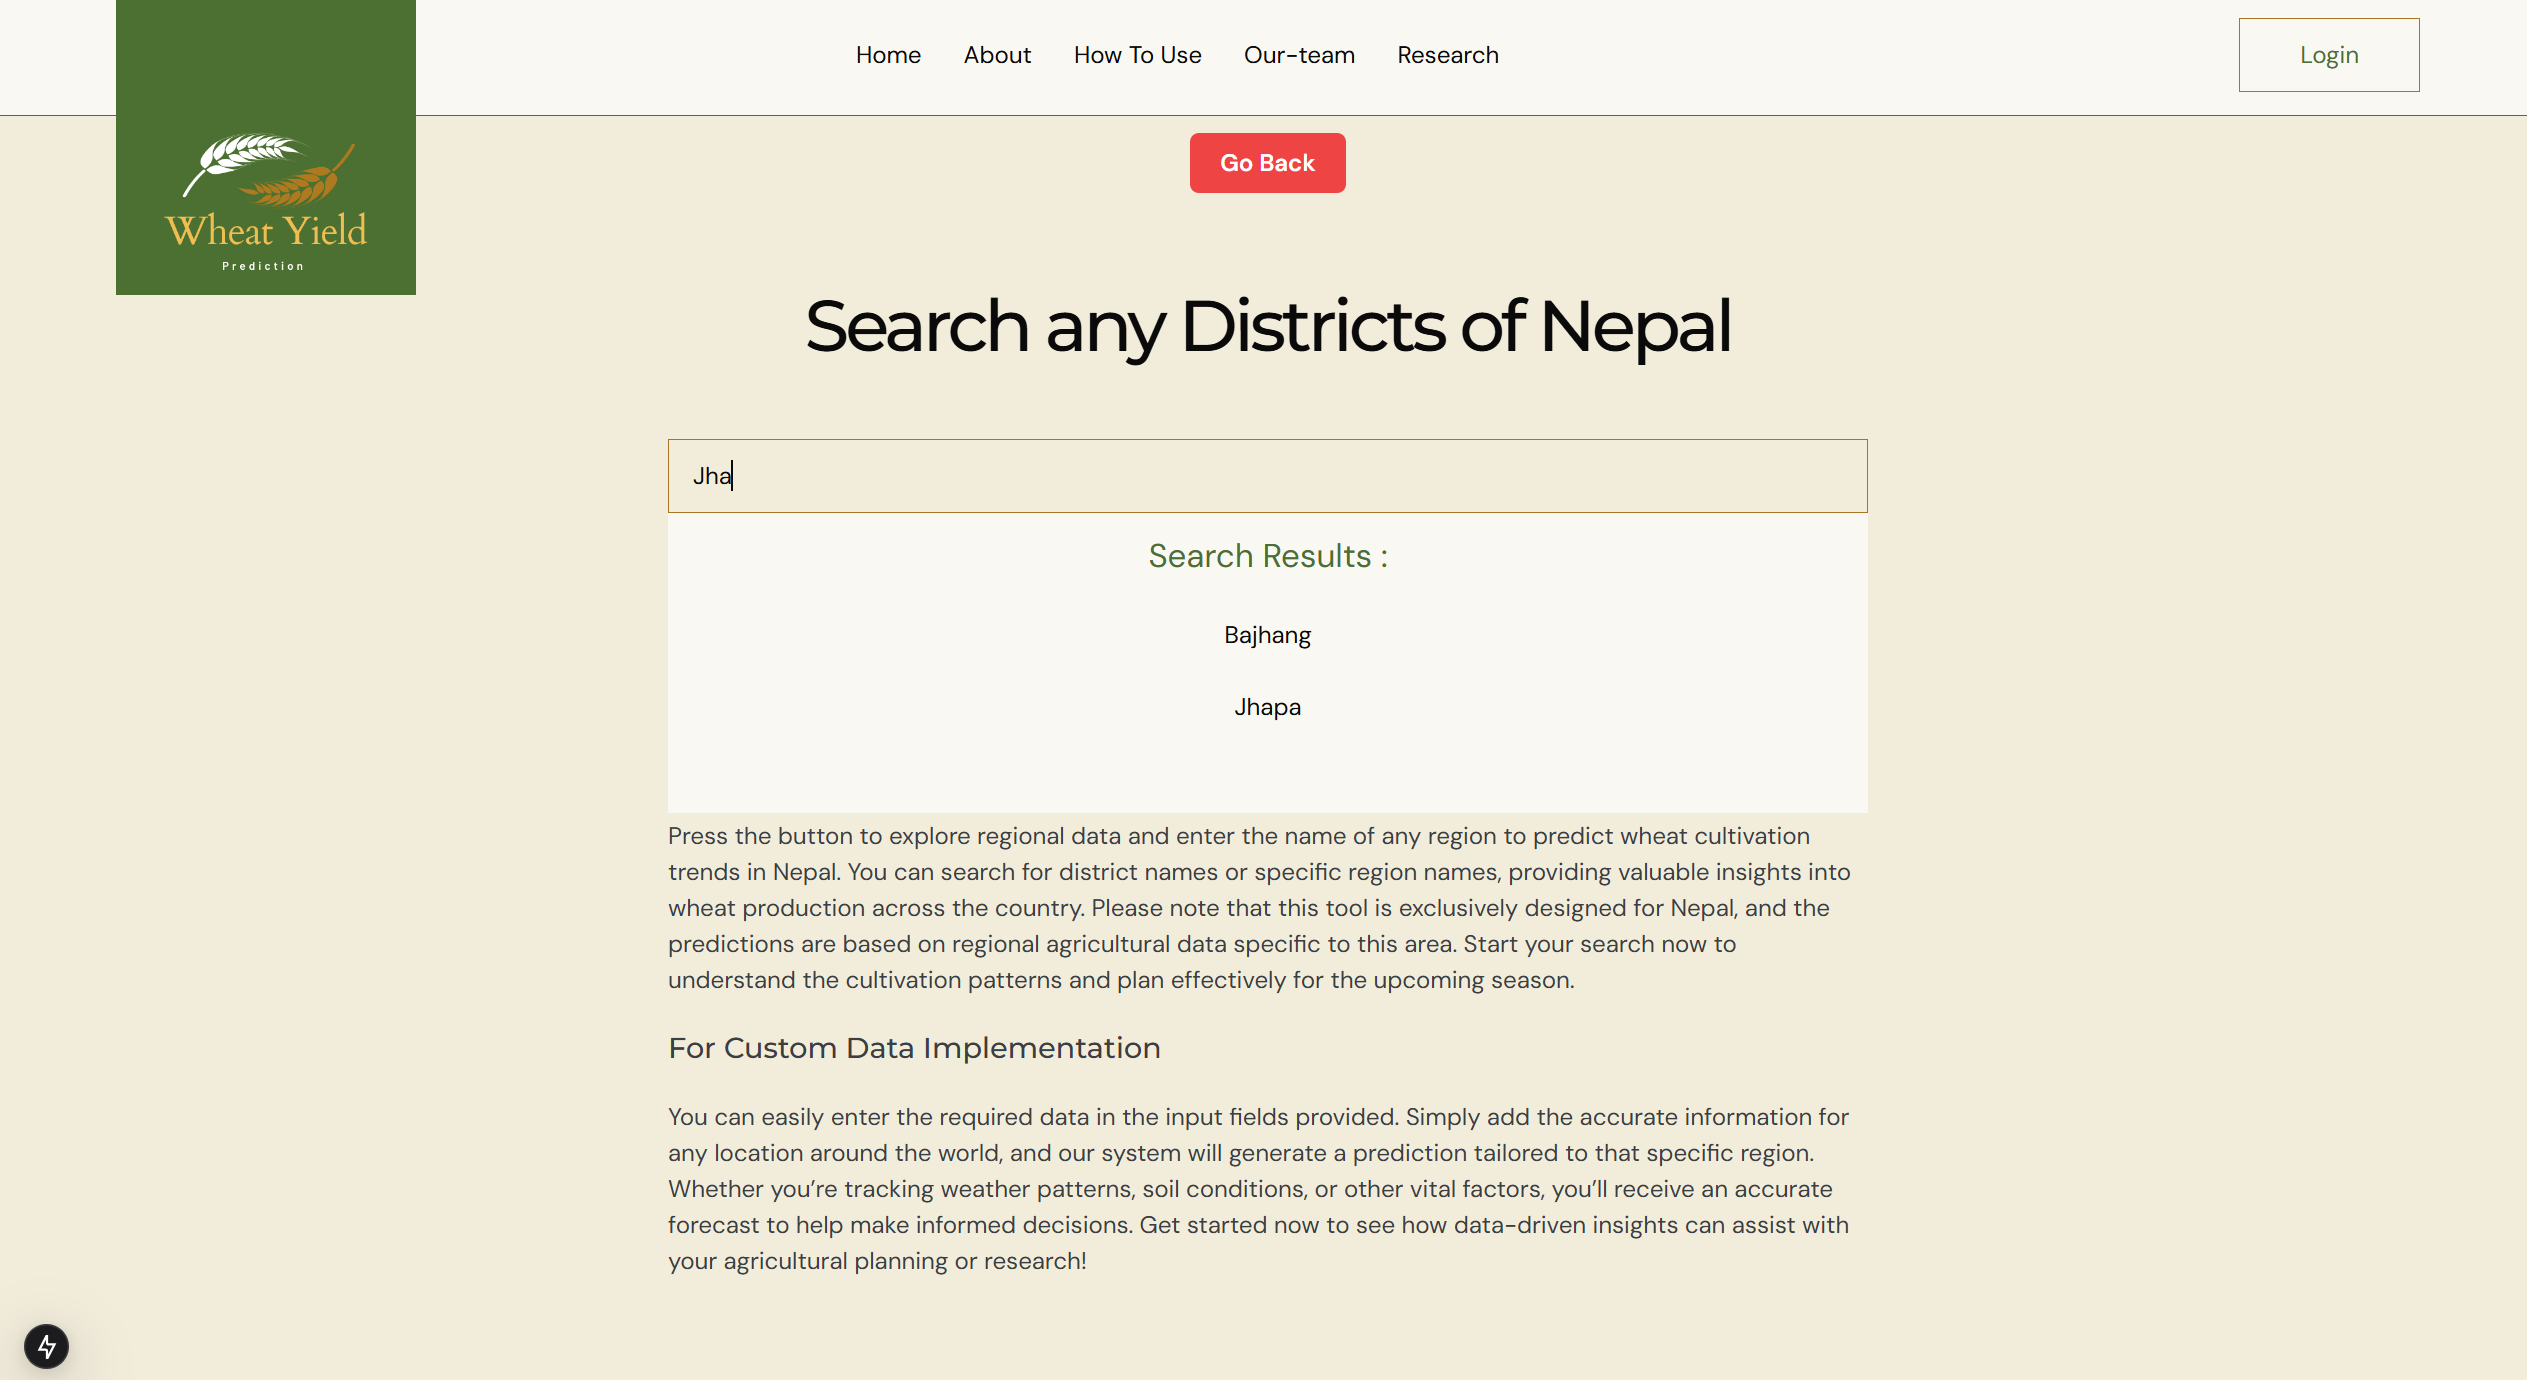 Home About How To Use Our-team Research Login
Wheat Yield
Prediction
Go Back
Search any Districts of Nepal
Jha
Search Results :
Bajhang
Jhapa
Press the button to explore regional data and enter the name of any region to predict wheat cultivation
trends in Nepal. You can search for district names or specific region names, providing valuable insights into
wheat production across the country. Please note that this tool is exclusively designed for Nepal, and the
predictions are based on regional agricultural data specific to this area. Start your search now to
understand the cultivation patterns and plan effectively for the upcoming season.
For Custom Data Implementation
You can easily enter the required data in the input fields provided. Simply add the accurate information for
any location around the world, and our system will generate a prediction tailored to that specific region.
Whether you’re tracking weather patterns, soil conditions, or other vital factors, you’ll receive an accurate
forecast to help make informed decisions. Get started now to see how data-driven insights can assist with
your agricultural planning or research!